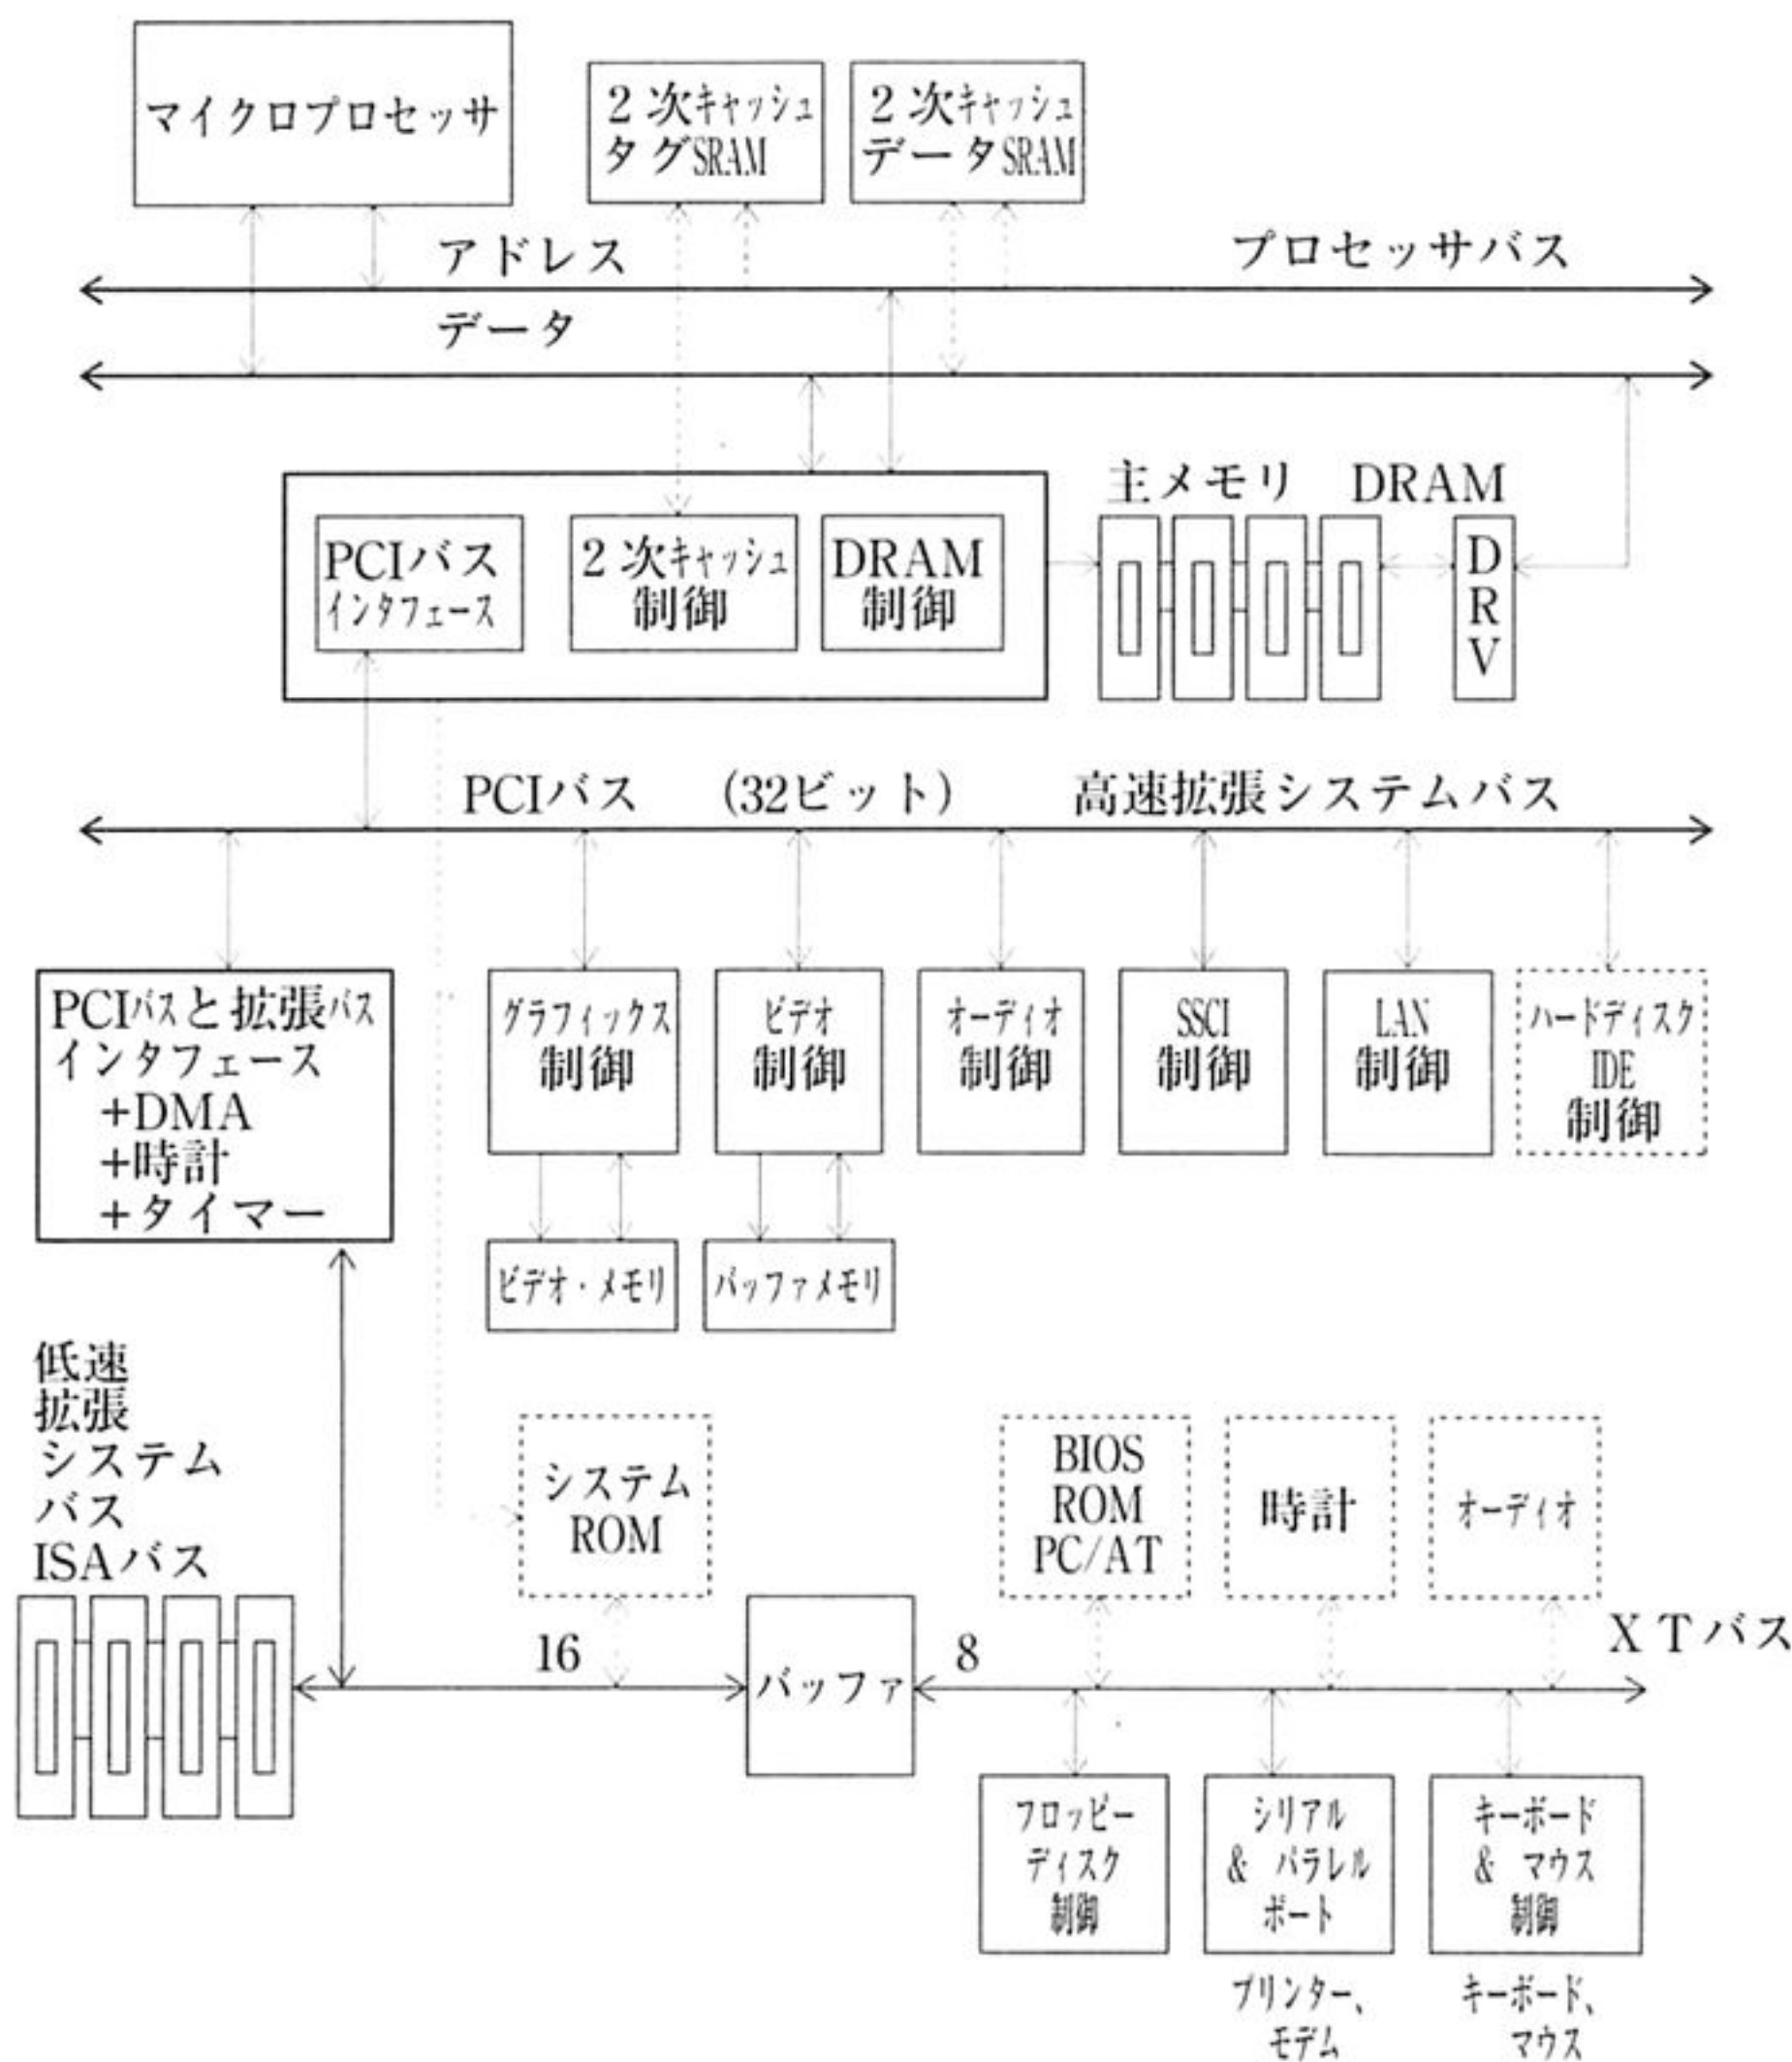 マイクロプロセッサ
2次キャッシュ
タグSRAM
2次キャッシュ
データSRAM
アドレス
プロセッサバス
データ
主メモリ DRAM
PCIバス
インタフェース
2次キャッシュ
制御
DRAM
制御
D
R
V
PCIバス (32ビット) 高速拡張システムバス
PCIバスと拡張バス
インタフェース
+DMA
+時計
+タイマー
グラフィックス
制御
ビデオ
制御
オーディオ
制御
SSCI
制御
LAN
制御
ハードディスク
IDE
制御
ビデオ・メモリ
バッファメモリ
低速
拡張
システム
バス
ISAバス
システム
ROM
BIOS
ROM
PC/AT
時計
オーディオ
16
バッファ
8
XTバス
フロッピー
ディスク
制御
シリアル
& パラレル
ポート
キーボード
& マウス
制御
プリンター、
モデム
キーボード、
マウス